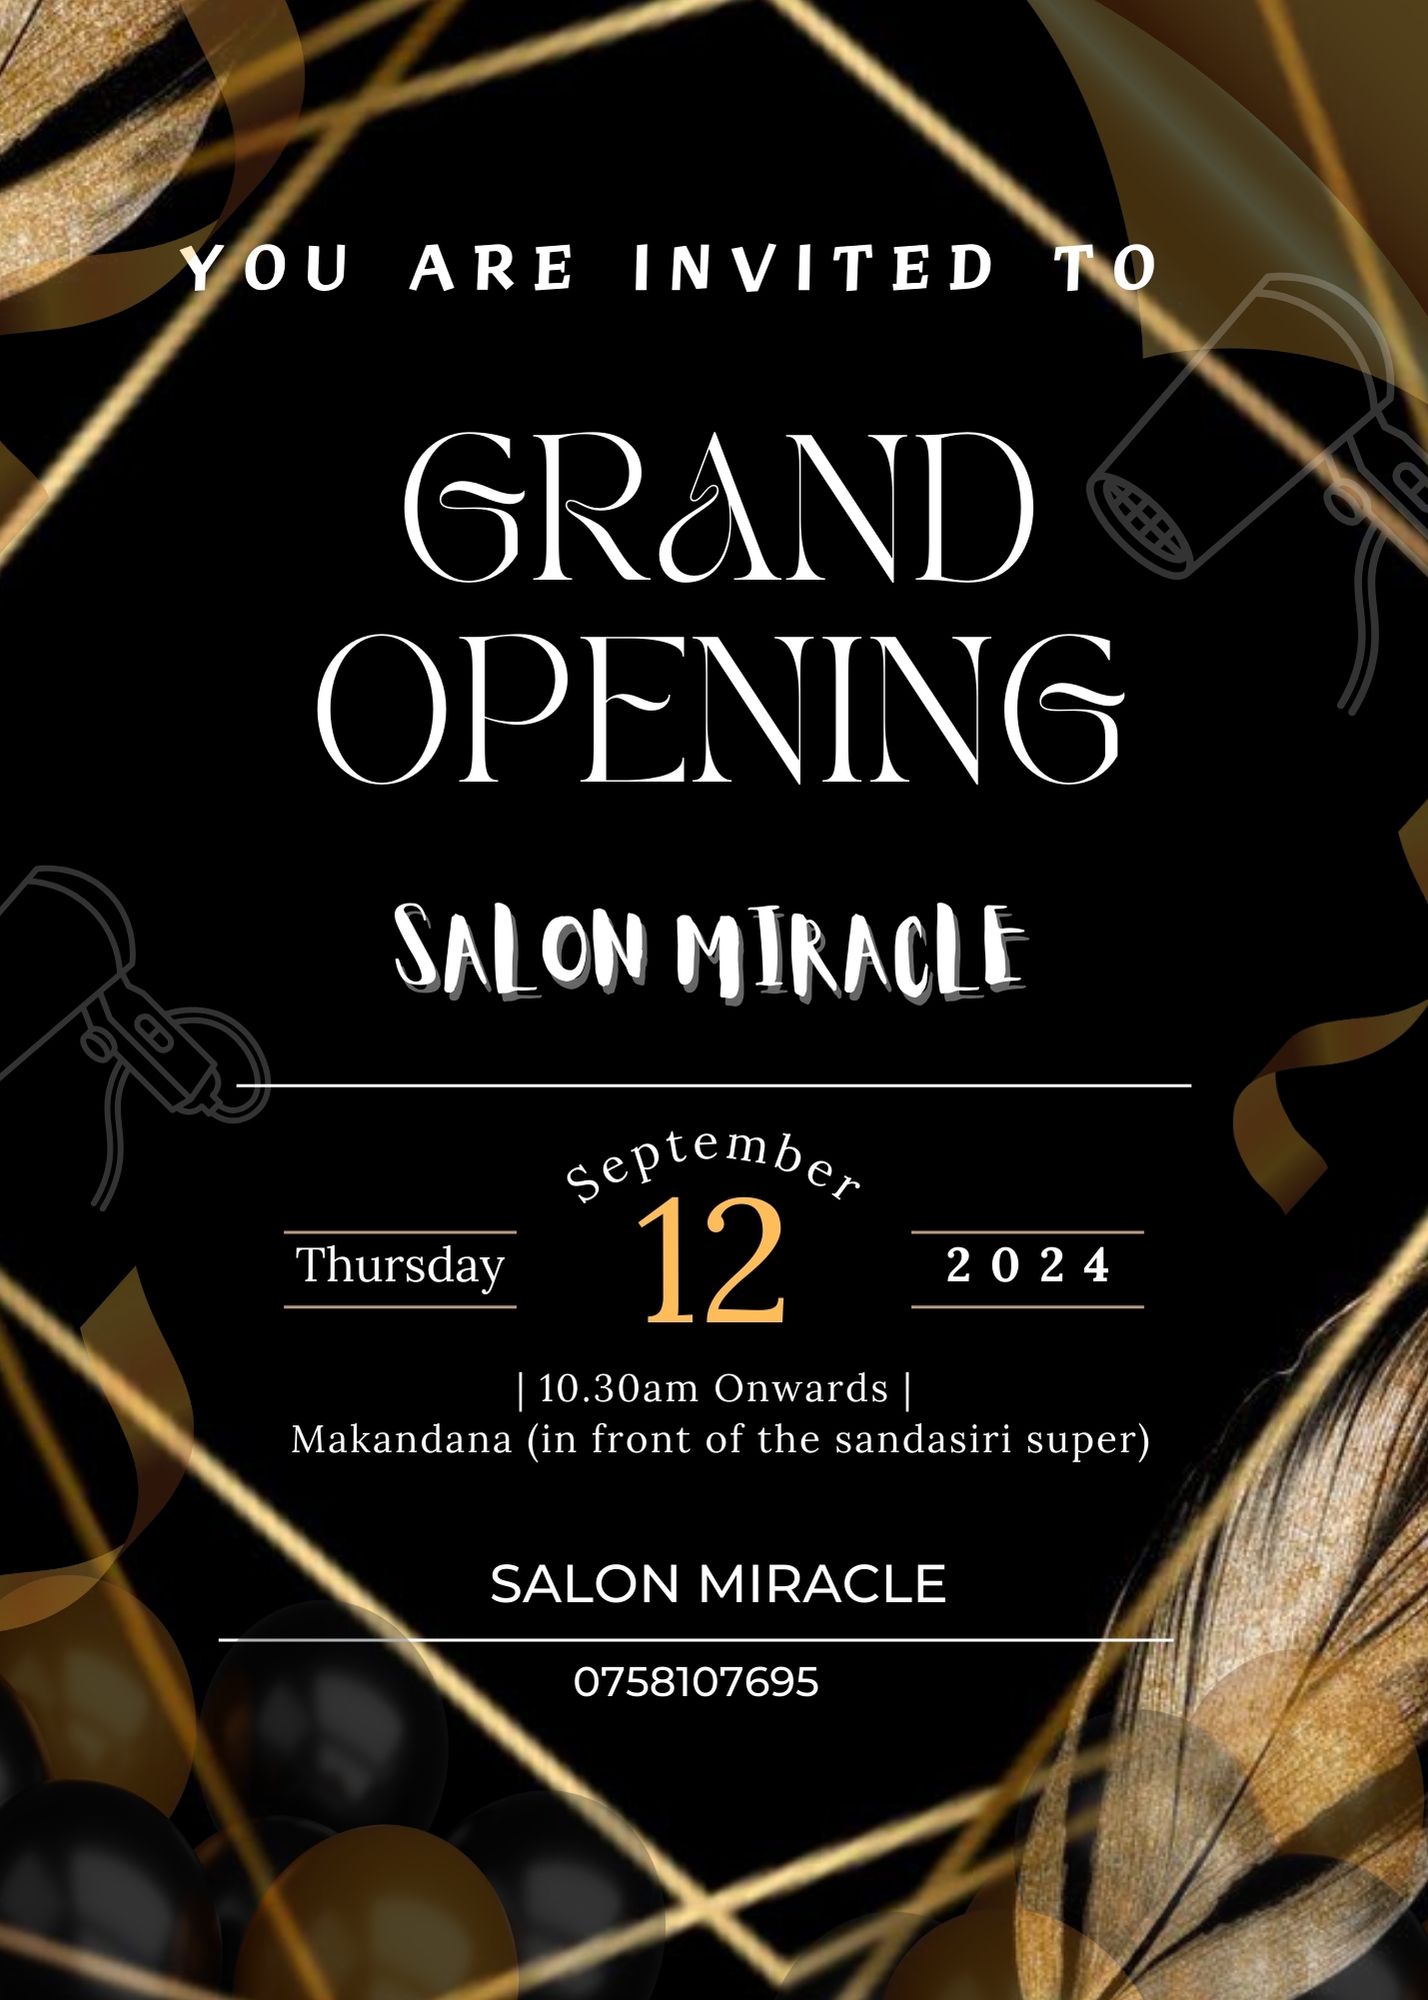 YOU ARE INVITED TO
GRAND
OPENING
SALON MIRACLE
September
Thursday 12 2024
| 10.30am Onwards |
Makandana (in front of the sandasiri super)
SALON MIRACLE
0758107695